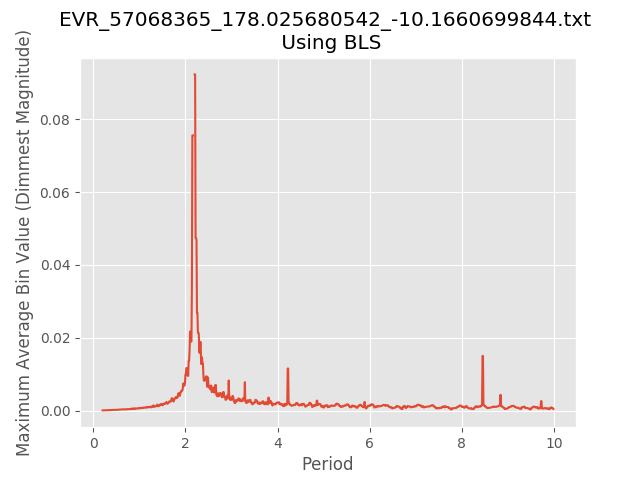 EVR_57068365_178.025680542_-10.1660699844.txt
Using BLS
Maximum Average Bin Value (Dimmest Magnitude)
0.08
0.06
0.04
0.02
0.00
0
2
4
6
8
10
Period